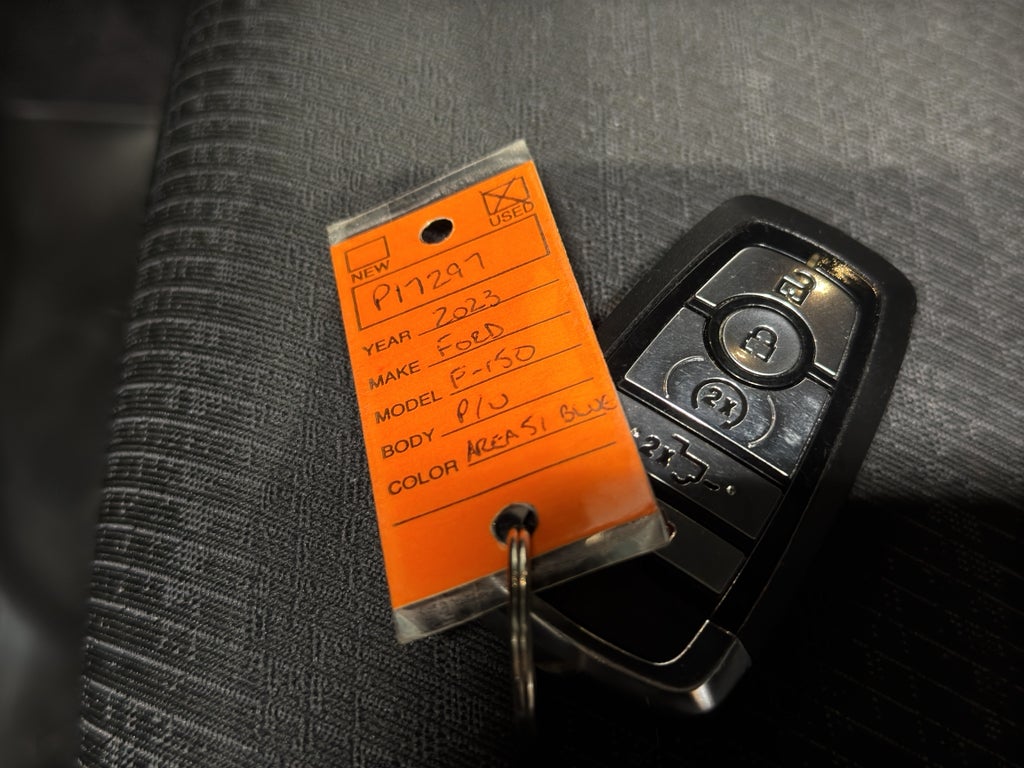 USED
NEW
P17297
YEAR 2023
MAKE FORD
MODEL F-150
BODY P/U
COLOR AREA 51 BLUE
2x
2x